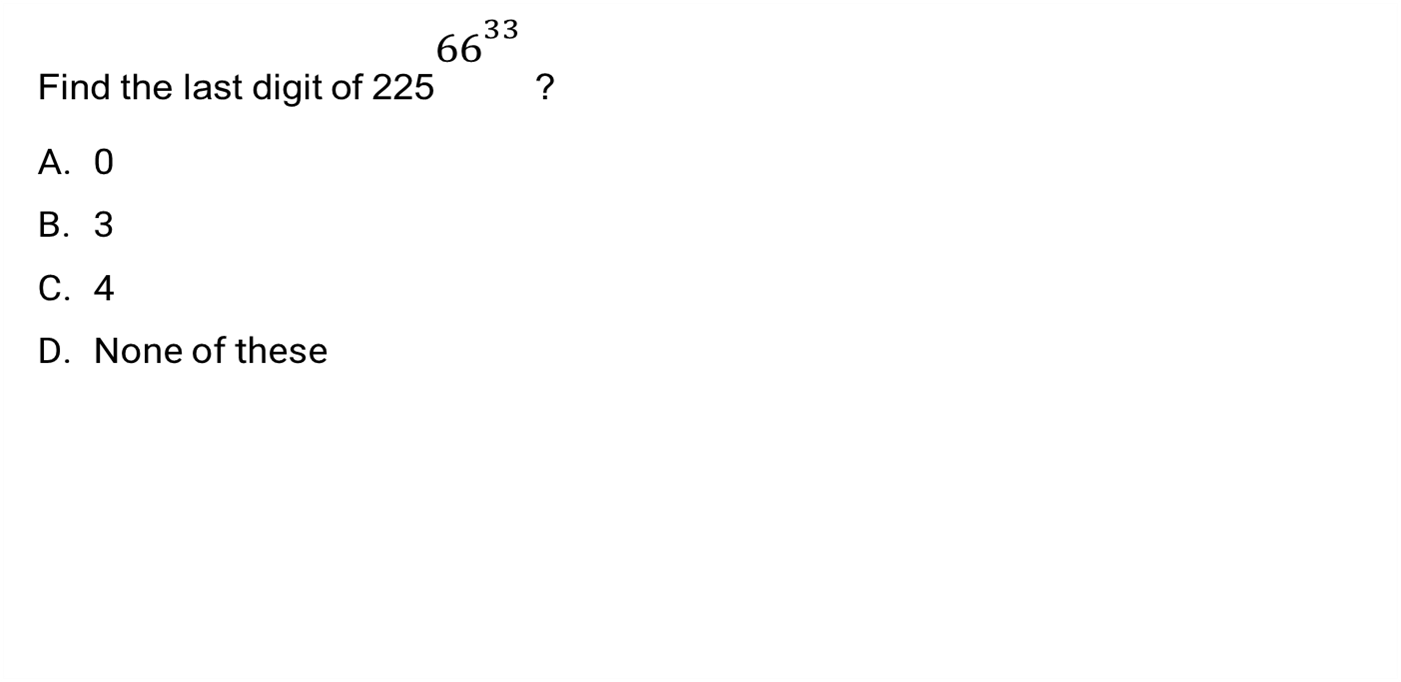 Find the last digit of 225^66^33 ?
A. 0
B. 3
C. 4
D. None of these